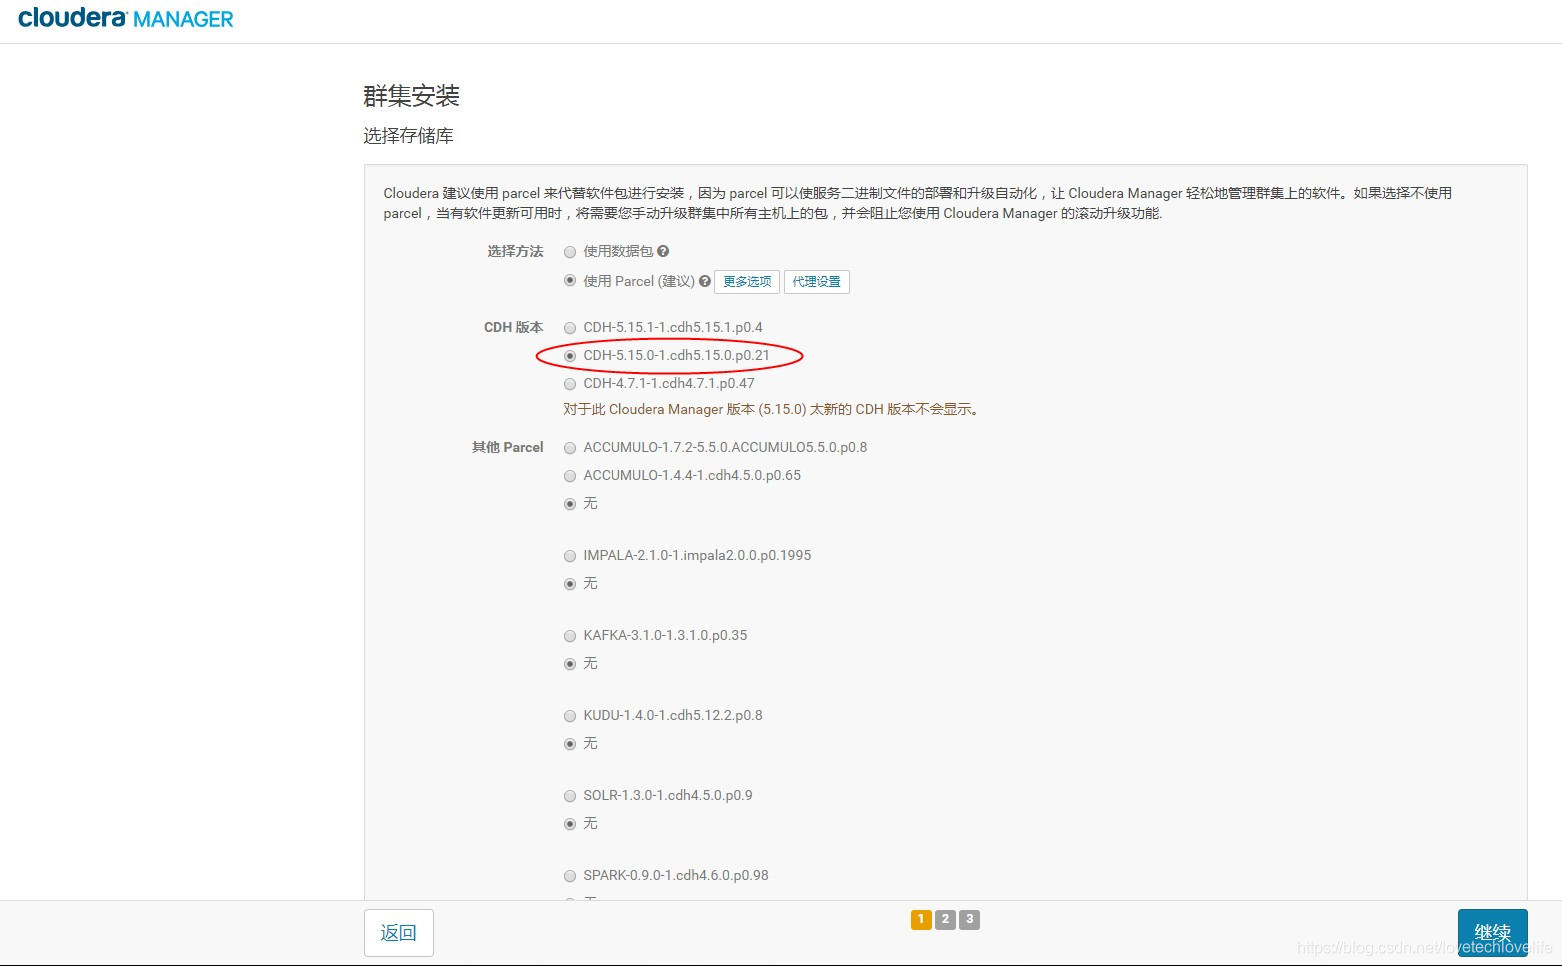 cloudera MANAGER
群集安装
选择存储库
Cloudera 建议使用 parcel 来代替软件包进行安装，因为 parcel 可以使服务二进制文件的部署和升级自动化，让 Cloudera Manager 轻松地管理群集上的软件。如果选择不使用
parcel，当有软件更新可用时，将需要您手动升级群集中所有主机上的包，并会阻止您使用 Cloudera Manager 的滚动升级功能.
选择方法 使用数据包 ?
使用 Parcel (建议) ? 更多选项 代理设置
CDH 版本 CDH-5.15.1-1.cdh5.15.1.p0.4
CDH-5.15.0-1.cdh5.15.0.p0.21
CDH-4.7.1-1.cdh4.7.1.p0.47
对于此 Cloudera Manager 版本 (5.15.0) 太新的 CDH 版本不会显示。
其他 Parcel ACCUMULO-1.7.2-5.5.0.ACCUMULO5.5.0.p0.8
ACCUMULO-1.4.4-1.cdh4.5.0.p0.65
无
IMPALA-2.1.0-1.impala2.0.0.p0.1995
无
KAFKA-3.1.0-1.3.1.0.p0.35
无
KUDU-1.4.0-1.cdh5.12.2.p0.8
无
SOLR-1.3.0-1.cdh4.5.0.p0.9
无
SPARK-0.9.0-1.cdh4.6.0.p0.98
返回 1 2 3 继续
https://blog.csdn.net/lovetechlovelife